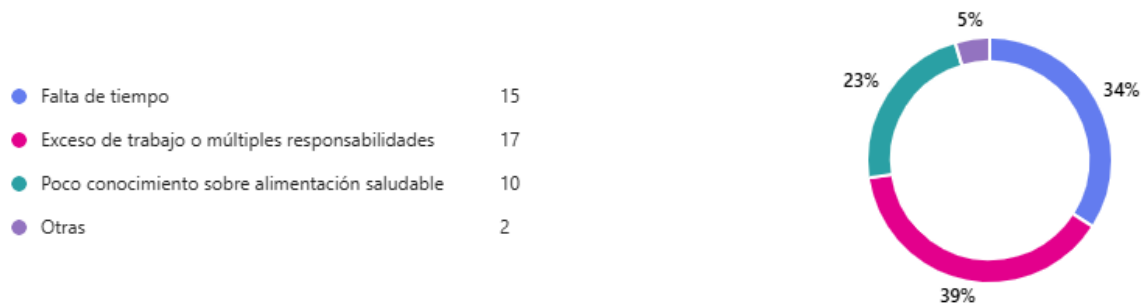 5%
23%
34%
Falta de tiempo 15
Exceso de trabajo o múltiples responsabilidades 17
Poco conocimiento sobre alimentación saludable 10
Otras 2
39%